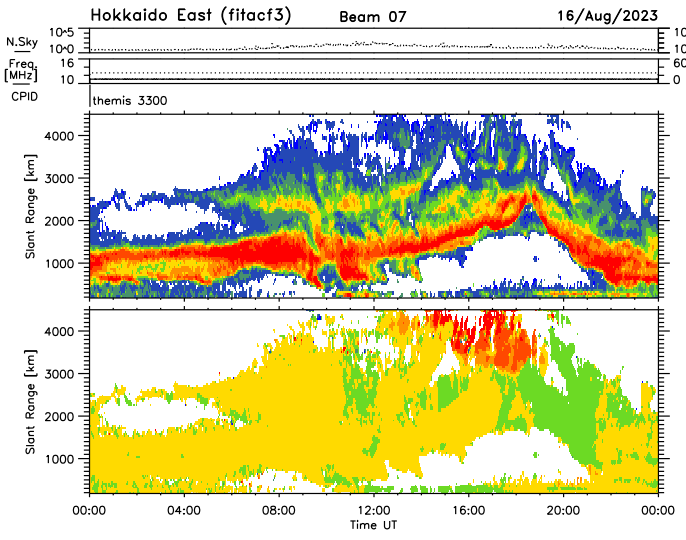 Hokkaido East (fitacf3) Beam 07 16/Aug/2023
10^5 10
N.Sky 10^0 10
Freq. 16 60
[MHz] 10 0
CPID themis 3300
4000
3000
2000
1000
Slant Range [km]
4000
3000
2000
1000
Slant Range [km]
00:00 04:00 08:00 12:00 16:00 20:00 00:00
Time UT